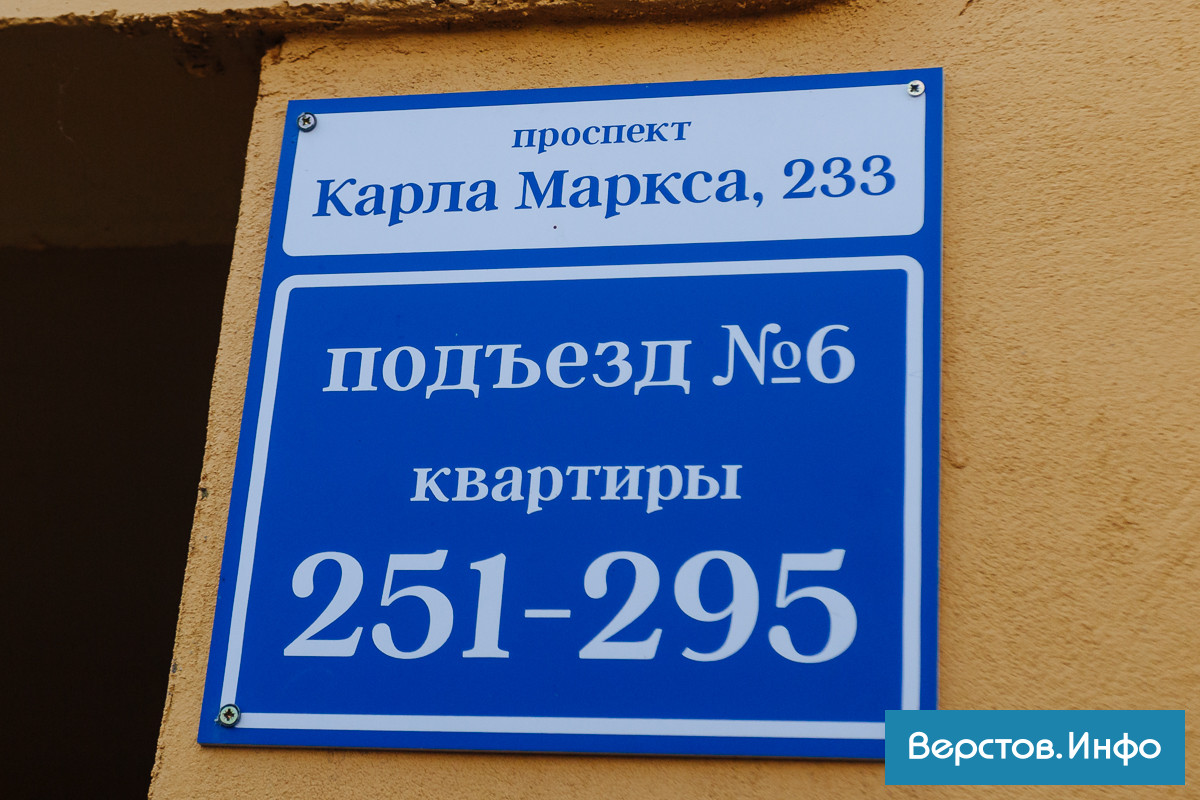 проспект
Карла Маркса, 233
подъезд №6
квартиры
251-295
Верстов.Инфо